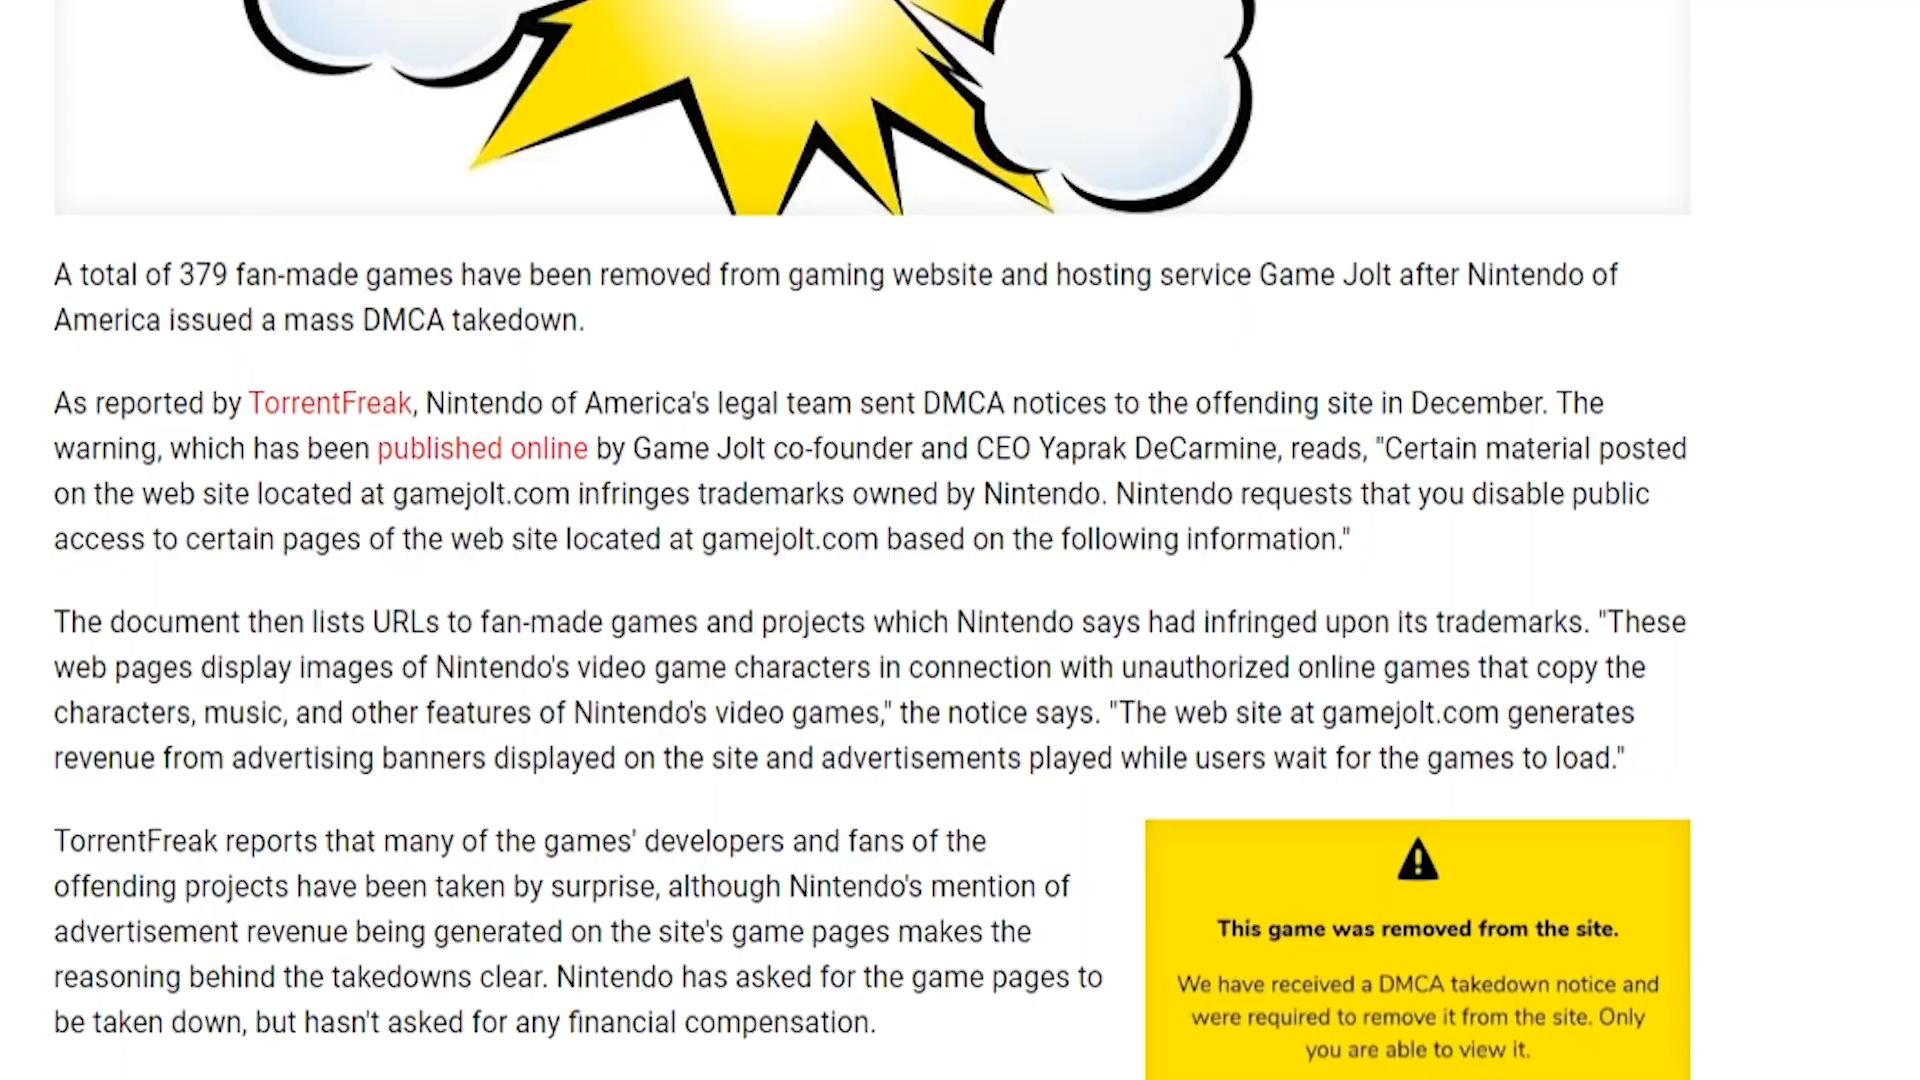 A total of 379 fan-made games have been removed from gaming website and hosting service Game Jolt after Nintendo of
America issued a mass DMCA takedown.
As reported by TorrentFreak, Nintendo of America's legal team sent DMCA notices to the offending site in December. The
warning, which has been published online by Game Jolt co-founder and CEO Yaprak DeCarmine, reads, "Certain material posted
on the web site located at gamejolt.com infringes trademarks owned by Nintendo. Nintendo requests that you disable public
access to certain pages of the web site located at gamejolt.com based on the following information."
The document then lists URLs to fan-made games and projects which Nintendo says had infringed upon its trademarks. "These
web pages display images of Nintendo's video game characters in connection with unauthorized online games that copy the
characters, music, and other features of Nintendo's video games," the notice says. "The web site at gamejolt.com generates
revenue from advertising banners displayed on the site and advertisements played while users wait for the games to load."
TorrentFreak reports that many of the games' developers and fans of the
offending projects have been taken by surprise, although Nintendo's mention of
advertisement revenue being generated on the site's game pages makes the
reasoning behind the takedowns clear. Nintendo has asked for the game pages to
be taken down, but hasn't asked for any financial compensation.
This game was removed from the site.
We have received a DMCA takedown notice and
were required to remove it from the site. Only
you are able to view it.